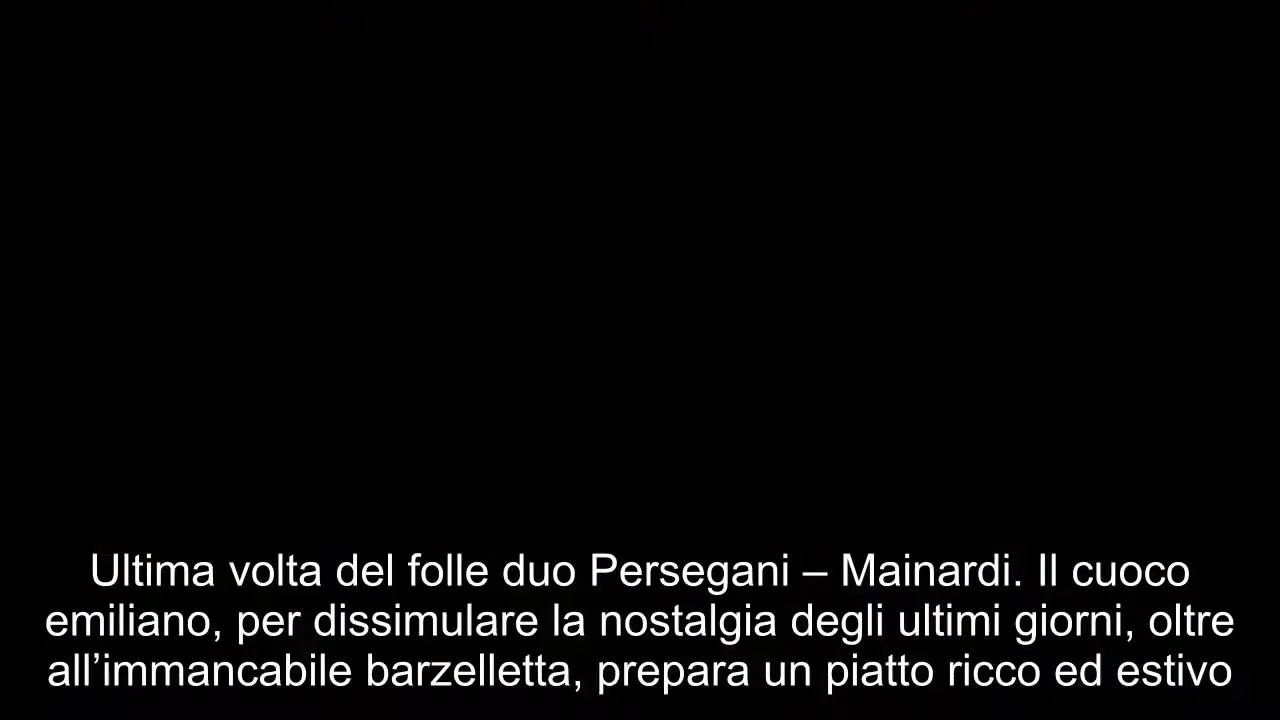 Ultima volta del folle duo Persegani – Mainardi. Il cuoco
emiliano, per dissimulare la nostalgia degli ultimi giorni, oltre
all’immancabile barzelletta, prepara un piatto ricco ed estivo